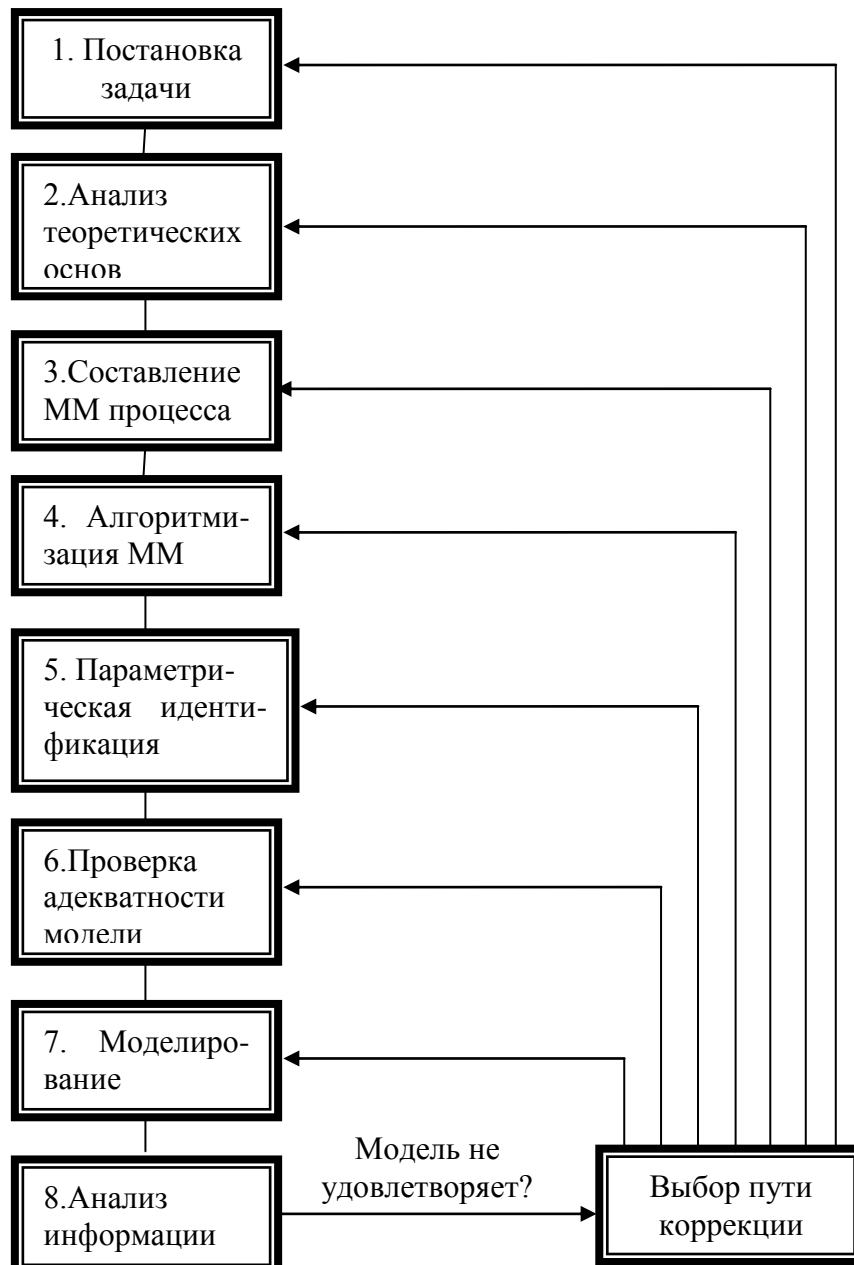 1. Постановка
задачи
2.Анализ
теоретических
основ
3.Составление
ММ процесса
4. Алгоритми-
зация ММ
5. Параметри-
ческая иденти-
фикация
6.Проверка
адекватности
модели
7. Моделиро-
вание
8.Анализ
информации
Модель не
удовлетворяет?
Выбор пути
коррекции